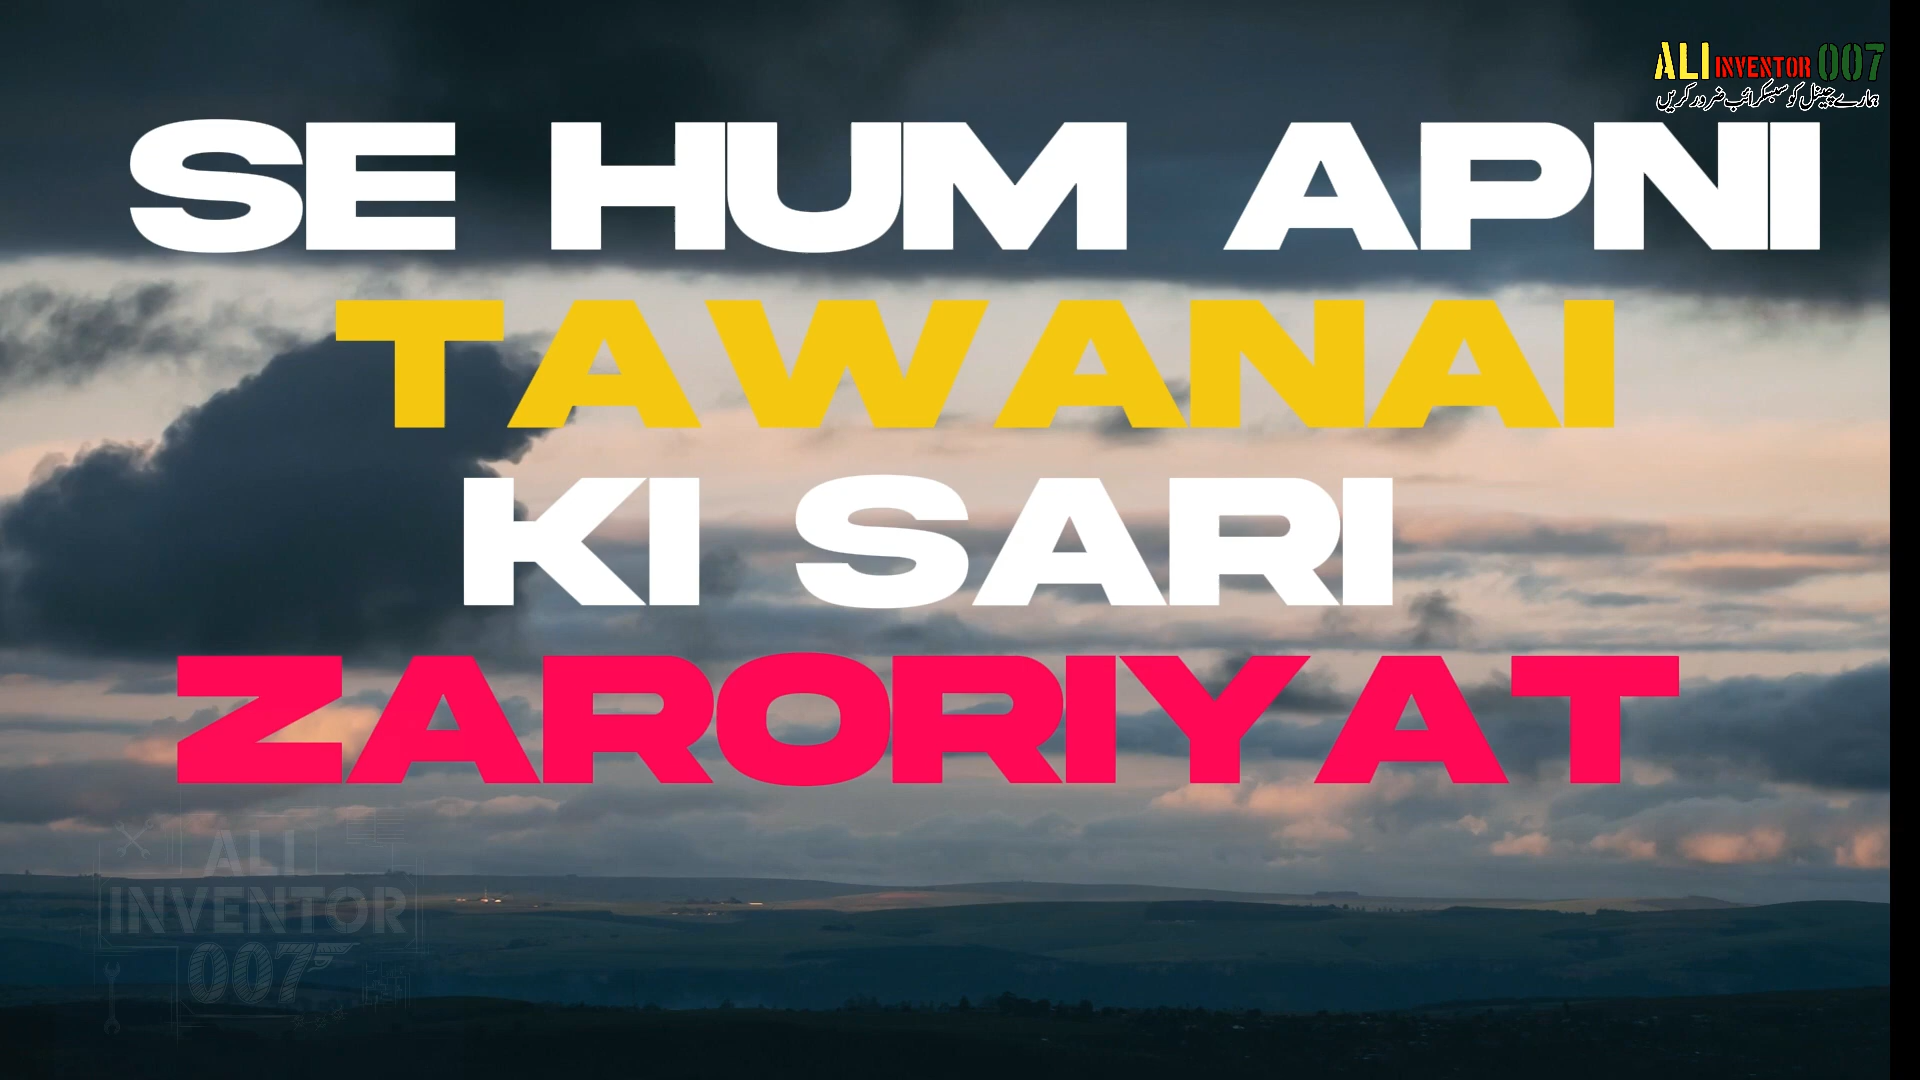 ALI INVENTOR 007
ہمارے چینل کو سبسکرائب ضرور کریں
SE HUM APNI
TAWANAI
KI SARI
ZARORIYAT
ALI
INVENTOR
007